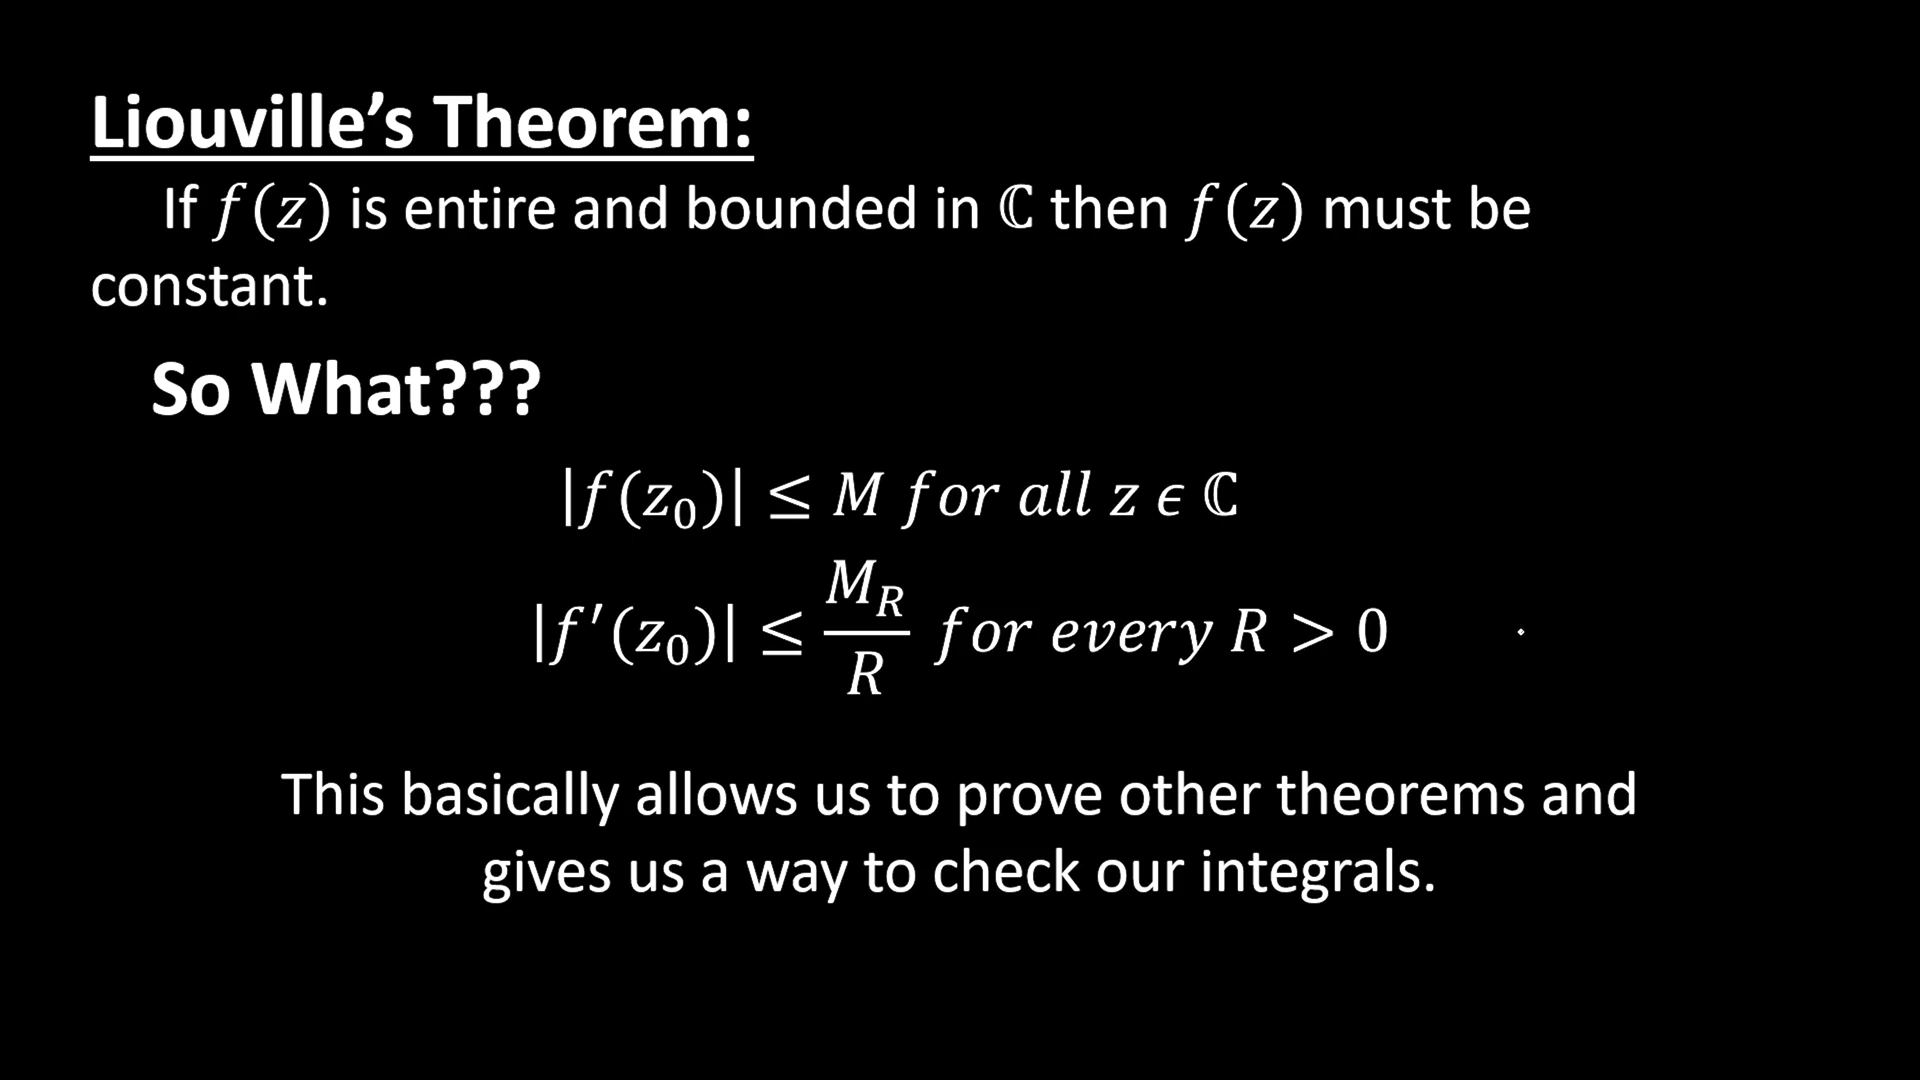 Liouville’s Theorem:
If f(z) is entire and bounded in ℂ then f(z) must be
constant.
So What???
|f(z₀)| ≤ M for all z ϵ ℂ
|f′(z₀)| ≤ M_R/R for every R > 0
This basically allows us to prove other theorems and
gives us a way to check our integrals.